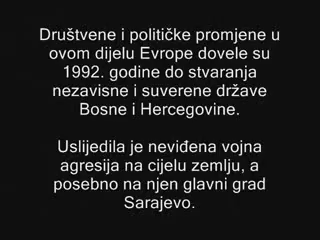 Društvene i političke promjene u
ovom dijelu Evrope dovele su
1992. godine do stvaranja
nezavisne i suverene države
Bosne i Hercegovine.
Uslijedila je neviđena vojna
agresija na cijelu zemlju, a
posebno na njen glavni grad
Sarajevo.